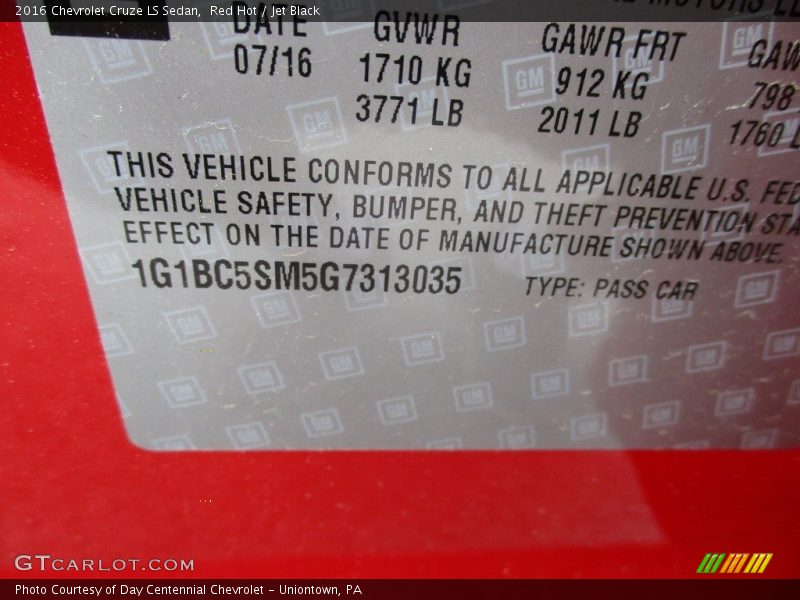 2016 Chevrolet Cruze LS Sedan, Red Hot / Jet Black
DATE GVWR GAWR FRT GAW
07/16 1710 KG 912 KG 798
3771 LB 2011 LB 1760 L
THIS VEHICLE CONFORMS TO ALL APPLICABLE U.S. FED
VEHICLE SAFETY, BUMPER, AND THEFT PREVENTION STA
EFFECT ON THE DATE OF MANUFACTURE SHOWN ABOVE.
1G1BC5SM5G7313035 TYPE: PASS CAR
GTCARLOT.COM
Photo Courtesy of Day Centennial Chevrolet - Uniontown, PA